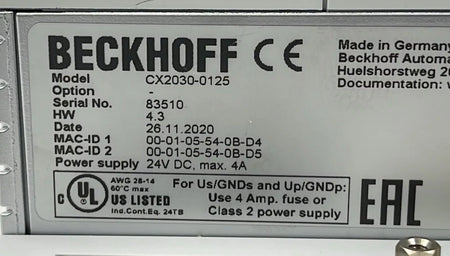 BECKHOFF CE
Made in Germany
Beckhoff Automa
Huelshorstweg 20
Documentation: w
Model CX2030-0125
Option -
Serial No. 83510
HW 4.3
Date 26.11.2020
MAC-ID 1 00-01-05-54-0B-D4
MAC-ID 2 00-01-05-54-0B-D5
Power supply 24V DC, max. 4A
AWG 28-14
60°C max
C UL US LISTED
Ind.Cont.Eq. 24TB
For Us/GNDs and Up/GNDp:
Use 4 Amp. fuse or
Class 2 power supply
EAC